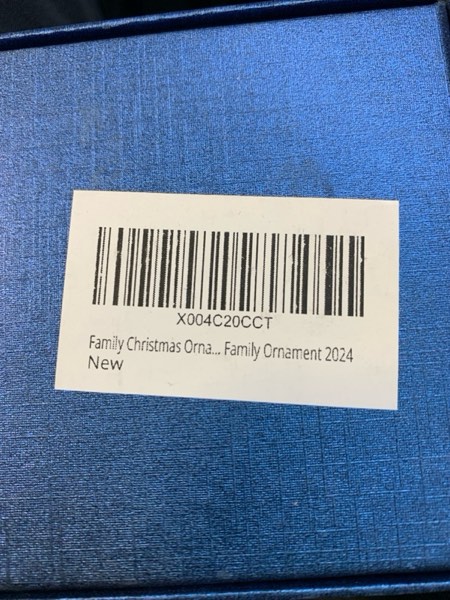 X004C20CCT
Family Christmas Orna... Family Ornament 2024
New